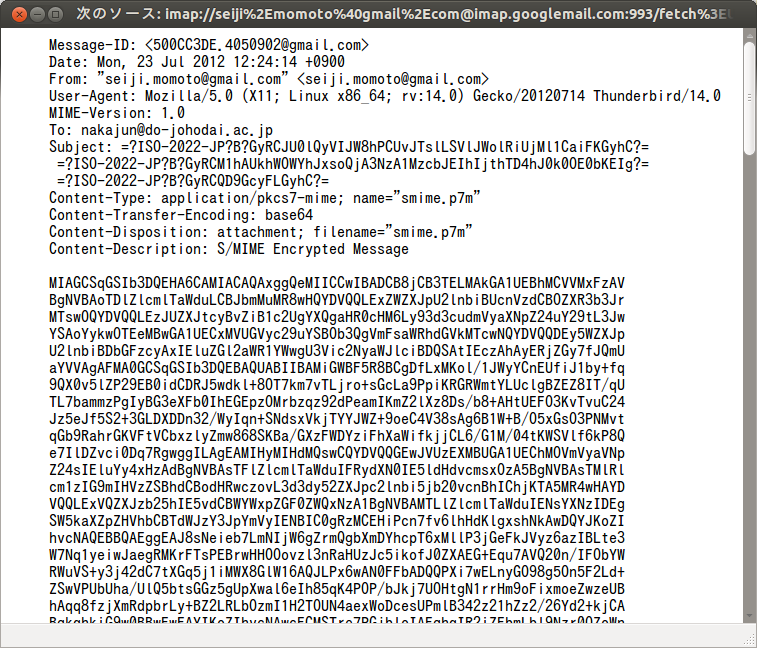 次のソース: imap://seiji%2Emomoto%40gmail%2Ecom@imap.googlemail.com:993/fetch%3EU
Message-ID: <500CC3DE.4050902@gmail.com>
Date: Mon, 23 Jul 2012 12:24:14 +0900
From: "seiji.momoto@gmail.com" <seiji.momoto@gmail.com>
User-Agent: Mozilla/5.0 (X11; Linux x86_64; rv:14.0) Gecko/20120714 Thunderbird/14.0
MIME-Version: 1.0
To: nakajun@do-johodai.ac.jp
Subject: =?ISO-2022-JP?B?GyRCJU0lQyVIJW8hPCUvJTslLSVlJWolRiUjMl1CaiFKGyhC?=
=?ISO-2022-JP?B?GyRCM1hAUkhWOWYhJxsoQjA3NzA1MzcbJEIhIjthTD4hJ0k0OE0bKEIg?=
=?ISO-2022-JP?B?GyRCQD9GcyFLGyhC?=
Content-Type: application/pkcs7-mime; name="smime.p7m"
Content-Transfer-Encoding: base64
Content-Disposition: attachment; filename="smime.p7m"
Content-Description: S/MIME Encrypted Message
MIAGCSqGSIb3DQEHA6CAMIACAQAxggQeMIICCwIBADCB8jCB3TELMAkGA1UEBhMCVVMxFzAV
BgNVBAoTDlZlcmlTaWduLCBJbmMuMR8wHQYDVQQLExZWZXJpU2lnbiBUcnVzdCBOZXR3b3Jr
MTswOQYDVQQLEzJUZXJtcyBvZiB1c2UgYXQgaHR0cHM6Ly93d3cudmVyaXNpZ24uY29tL3Jw
YSAoYykwOTEeMBwGA1UECxMVUGVyc29uYSBOb3QgVmFsaWRhdGVkMTcwNQYDVQQDEy5WZXJp
U2lnbiBDbGFzcyAxIEluZGl2aWR1YWwgU3Vic2NyaWJlciBDQSAtIEczAhAyERjZGy7fJQmU
aYVVAgAFMA0GCSqGSIb3DQEBAQUABIIBAMiGWBF5R8BCgDfLxMKol/1JWyYCnEUfiJ1by+fq
9QX0v5lZP29EB0idCDRJ5wdkl+8OT7km7vTLjro+sGcLa9PpiKRGRWmtYLUclgBZEZ8IT/qU
TL7bammzPgIyBG3eXFb0IhEGEpzOMrbzqz92dPeamIKmZ2lXz8Ds/b8+AHtUEFO3KvTvuC24
Jz5eJf5S2+3GLDXDDn32/WyIqn+SNdsxVkjTYYJWZ+9oeC4V38sAg6B1W+B/O5xGsO3PNMvt
qGb9RahrGKVFtVCbxzlyZmw868SKBa/GXzFWDYziFhXaWifkjjCL6/G1M/04tKWSVlf6kP8Q
e7IlDZvci0Dq7RgwggILAgEAMIHyMIHdMQswCQYDVQQGEwJVUzEXMBUGA1UEChMOVmVyaVNp
Z24sIEluYy4xHzAdBgNVBAsTFlZlcmlTaWduIFRydXN0IE5ldHdvcmsxOzA5BgNVBAsTMlRl
cm1zIG9mIHVzZSBhdCBodHRwczovL3d3dy52ZXJpc2lnbi5jb20vcnBhIChjKTA5MR4wHAYD
VQQLExVQZXJzb25hIE5vdCBWYWxpZGF0ZWQxNzA1BgNVBAMTLlZlcmlTaWduIENsYXNzIDEg
SW5kaXZpZHVhbCBTdWJzY3JpYmVyIENBIC0gRzMCEHiPcn7fv6lhHdKlgxshNkAwDQYJKoZI
hvcNAQEBBQAEggEAJ8sNeieb7LmNIjW6gZrmQgbXmDYhcpT6xMllP3jGeFkJVyz6azIBLte3
W7Nq1yeiwJaegRMKrFTsPEBrwHHOOovzl3nRaHUzJc5ikofJ0ZXAEG+Equ7AVQ20n/IFObYW
RWuVS+y3j42dC7tXGq5j1iMWX8GlW16AQJLPx6wAN0FFbADQQPXi7wELnyGO98g5On5F2Ld+
ZSwVPUbUha/UlQ5btsGGz5gUpXwal6eIh85qK4POP/bJkj7UOHtgN1rrHm9oFixmoeZwzeUB
hAqq8fzjXmRdpbrLy+BZ2LRLbOzmI1H2TOUN4aexWoDcesUPmlB342z21hZz2/26Yd2+kjCA